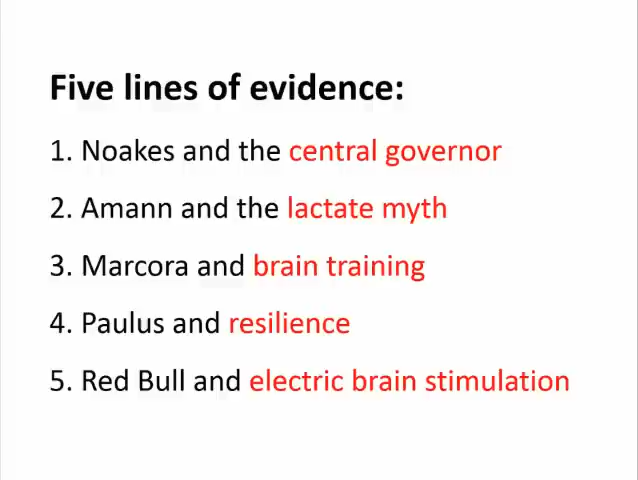 Five lines of evidence:
1. Noakes and the central governor
2. Amann and the lactate myth
3. Marcora and brain training
4. Paulus and resilience
5. Red Bull and electric brain stimulation